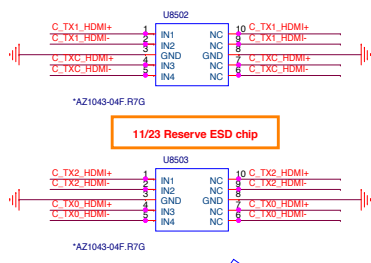 U8502
C_TX1_HDMI+ 1 IN1 NC 10 C_TX1_HDMI+
C_TX1_HDMI- 2 IN2 NC 9 C_TX1_HDMI-
3 GND GND 8
C_TXC_HDMI+ 4 IN3 NC 7 C_TXC_HDMI+
C_TXC_HDMI- 5 IN4 NC 6 C_TXC_HDMI-
*AZ1043-04F.R7G
11/23 Reserve ESD chip
U8503
C_TX2_HDMI+ 1 IN1 NC 10 C_TX2_HDMI+
C_TX2_HDMI- 2 IN2 NC 9 C_TX2_HDMI-
3 GND GND 8
C_TX0_HDMI+ 4 IN3 NC 7 C_TX0_HDMI+
C_TX0_HDMI- 5 IN4 NC 6 C_TX0_HDMI-
*AZ1043-04F.R7G